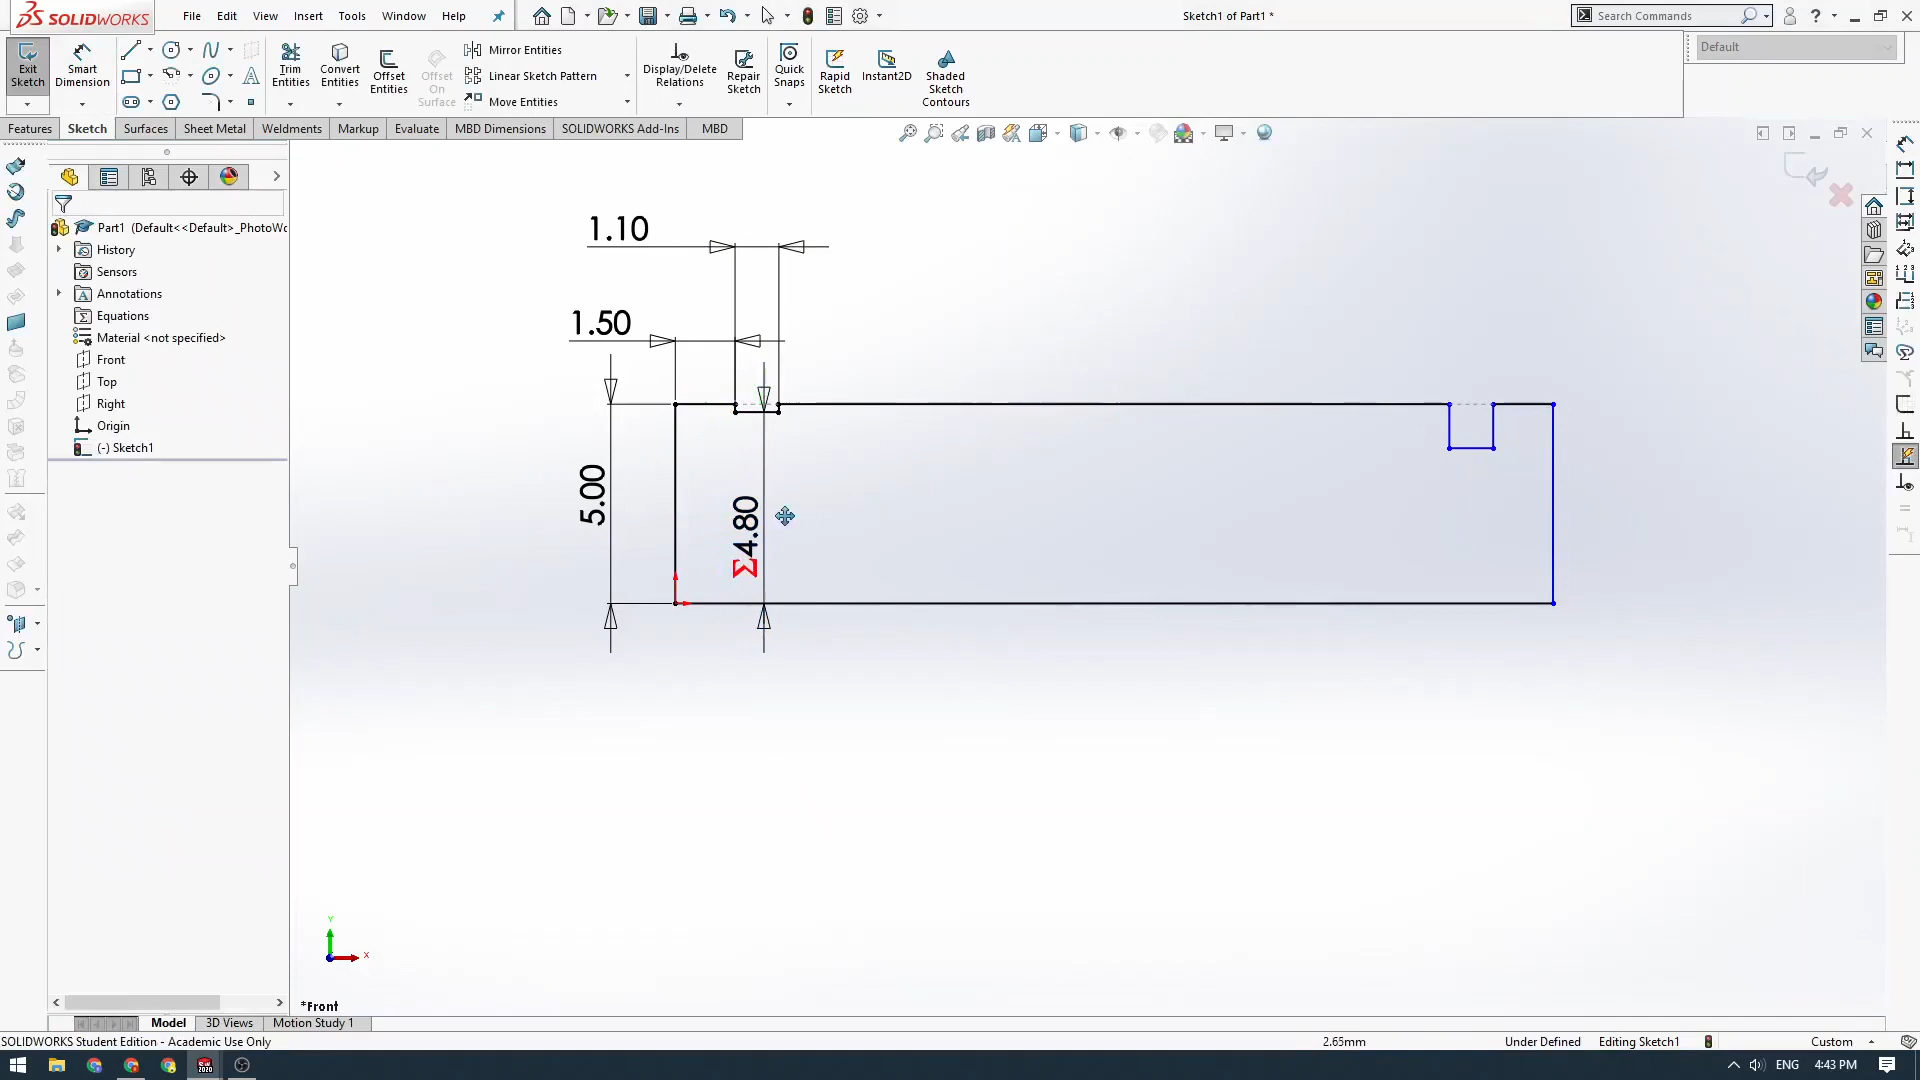 SOLIDWORKS
File
Edit
View
Insert
Tools
Window
Help
Sketch1 of Part1 *
Search Commands
Exit Sketch
Smart Dimension
Trim Entities
Convert Entities
Offset Entities
Offset On Surface
Mirror Entities
Linear Sketch Pattern
Move Entities
Display/Delete Relations
Repair Sketch
Quick Snaps
Rapid Sketch
Instant2D
Shaded Sketch Contours
Default
Features
Sketch
Surfaces
Sheet Metal
Weldments
Markup
Evaluate
MBD Dimensions
SOLIDWORKS Add-Ins
MBD
Part1 (Default<<Default>_PhotoWo
History
Sensors
Annotations
Equations
Material <not specified>
Front
Top
Right
Origin
(-) Sketch1
1.10
1.50
5.00
Σ4.80
Y
X
*Front
Model
3D Views
Motion Study 1
SOLIDWORKS Student Edition - Academic Use Only
2.65mm
Under Defined
Editing Sketch1
Custom
ENG
4:43 PM